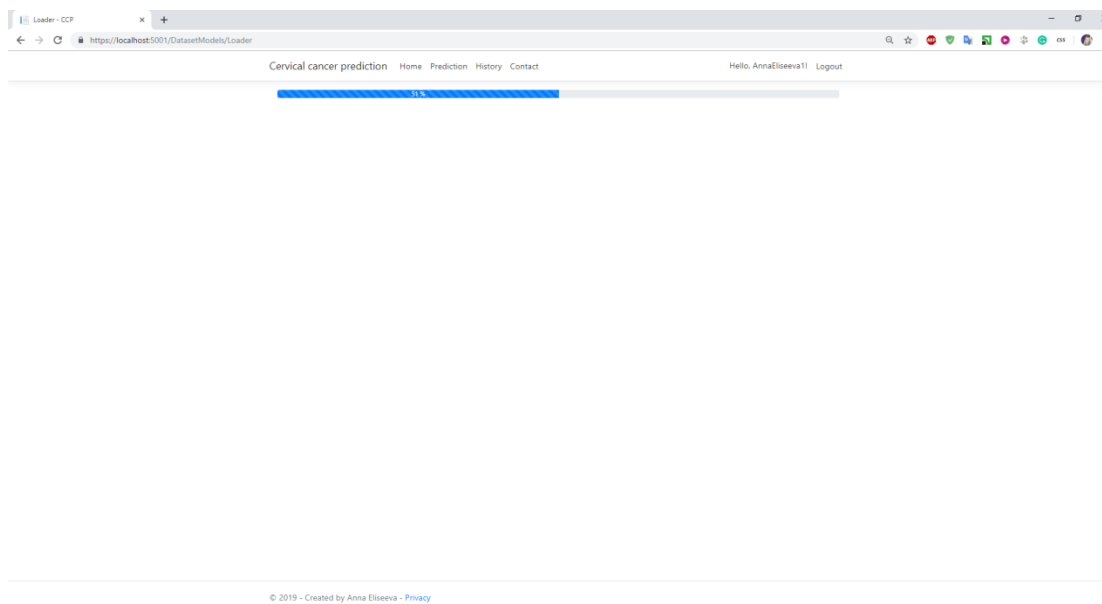 Loader - CCP
https://localhost:5001/DatasetModels/Loader
Cervical cancer prediction Home Prediction History Contact Hello, AnnaEliseeva1! Logout
51 %
© 2019 - Created by Anna Eliseeva - Privacy